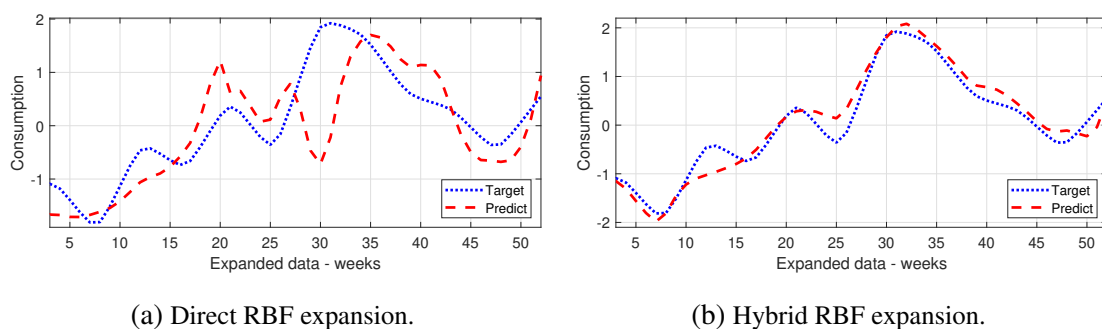 2
1
0
-1
Consumption
Target
Predict
5 10 15 20 25 30 35 40 45 50
Expanded data - weeks
(a) Direct RBF expansion.
2
1
0
-1
-2
Consumption
Target
Predict
5 10 15 20 25 30 35 40 45 50
Expanded data - weeks
(b) Hybrid RBF expansion.